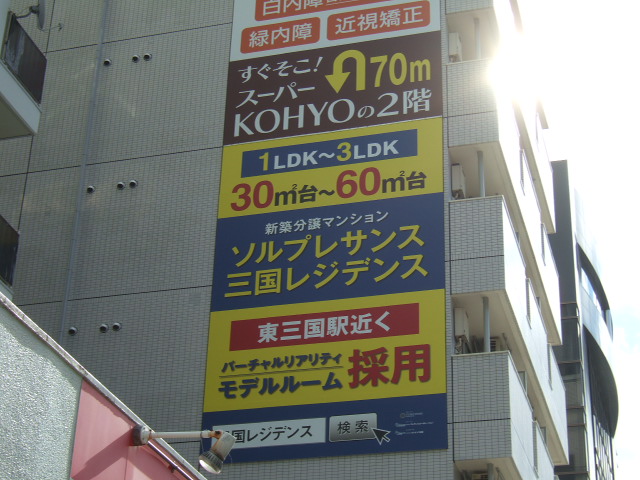 白内障
緑内障 近視矯正
すぐそこ! 70m
スーパー
KOHYOの2階
1LDK～3LDK
30㎡台～60㎡台
新築分譲マンション
ソルプレサンス
三国レジデンス
東三国駅近く
バーチャルリアリティ
モデルルーム 採用
国レジデンス 検索